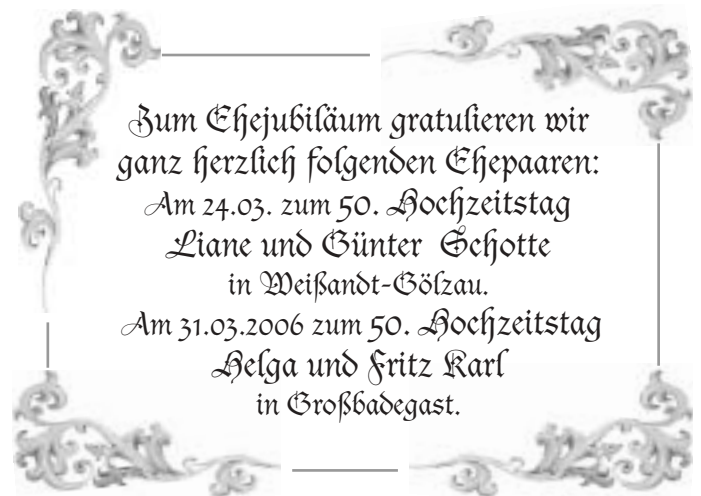 Zum Ehejubiläum gratulieren wir
ganz herzlich folgenden Ehepaaren:
Am 24.03. zum 50. Hochzeitstag
Liane und Günter Schotte
in Weißandt-Gölzau.
Am 31.03.2006 zum 50. Hochzeitstag
Helga und Fritz Karl
in Großbadegast.